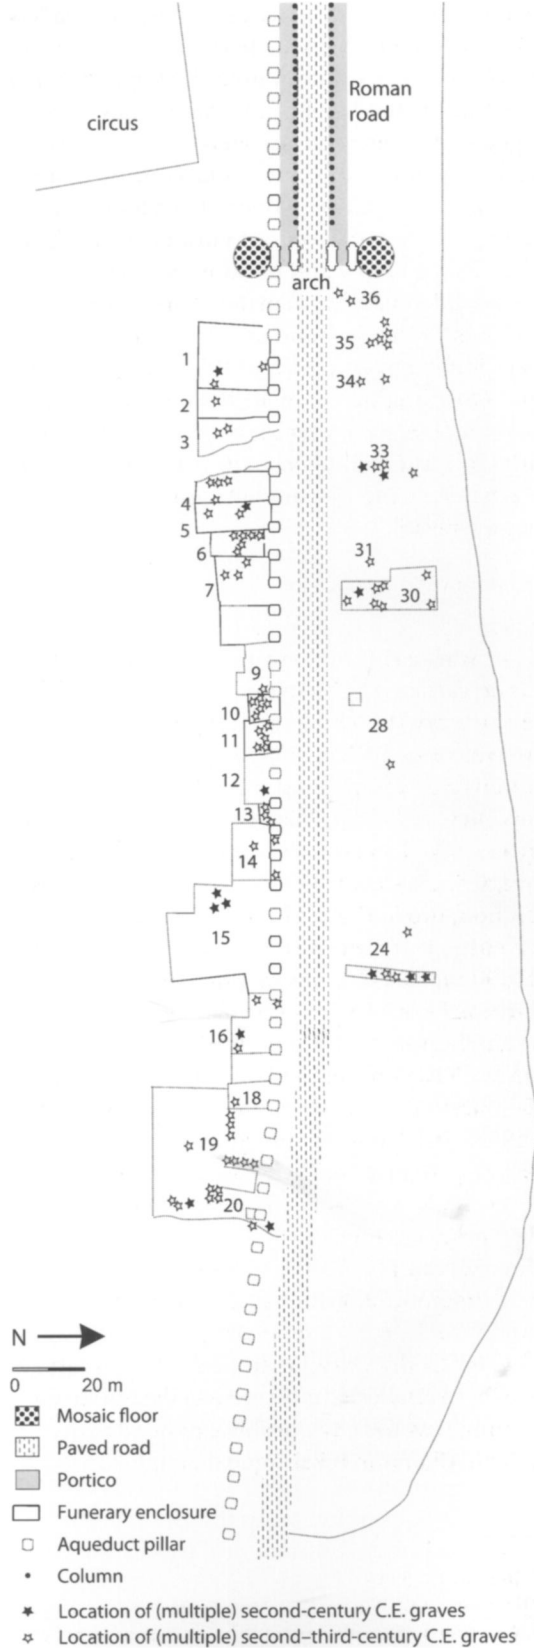 circus
Roman
road
arch
36
35
34
33
31
30
28
24
1
2
3
4
5
6
7
9
10
11
12
13
14
15
16
18
19
20
N
0 20 m
Mosaic floor
Paved road
Portico
Funerary enclosure
Aqueduct pillar
Column
Location of (multiple) second-century C.E. graves
Location of (multiple) second–third-century C.E. graves